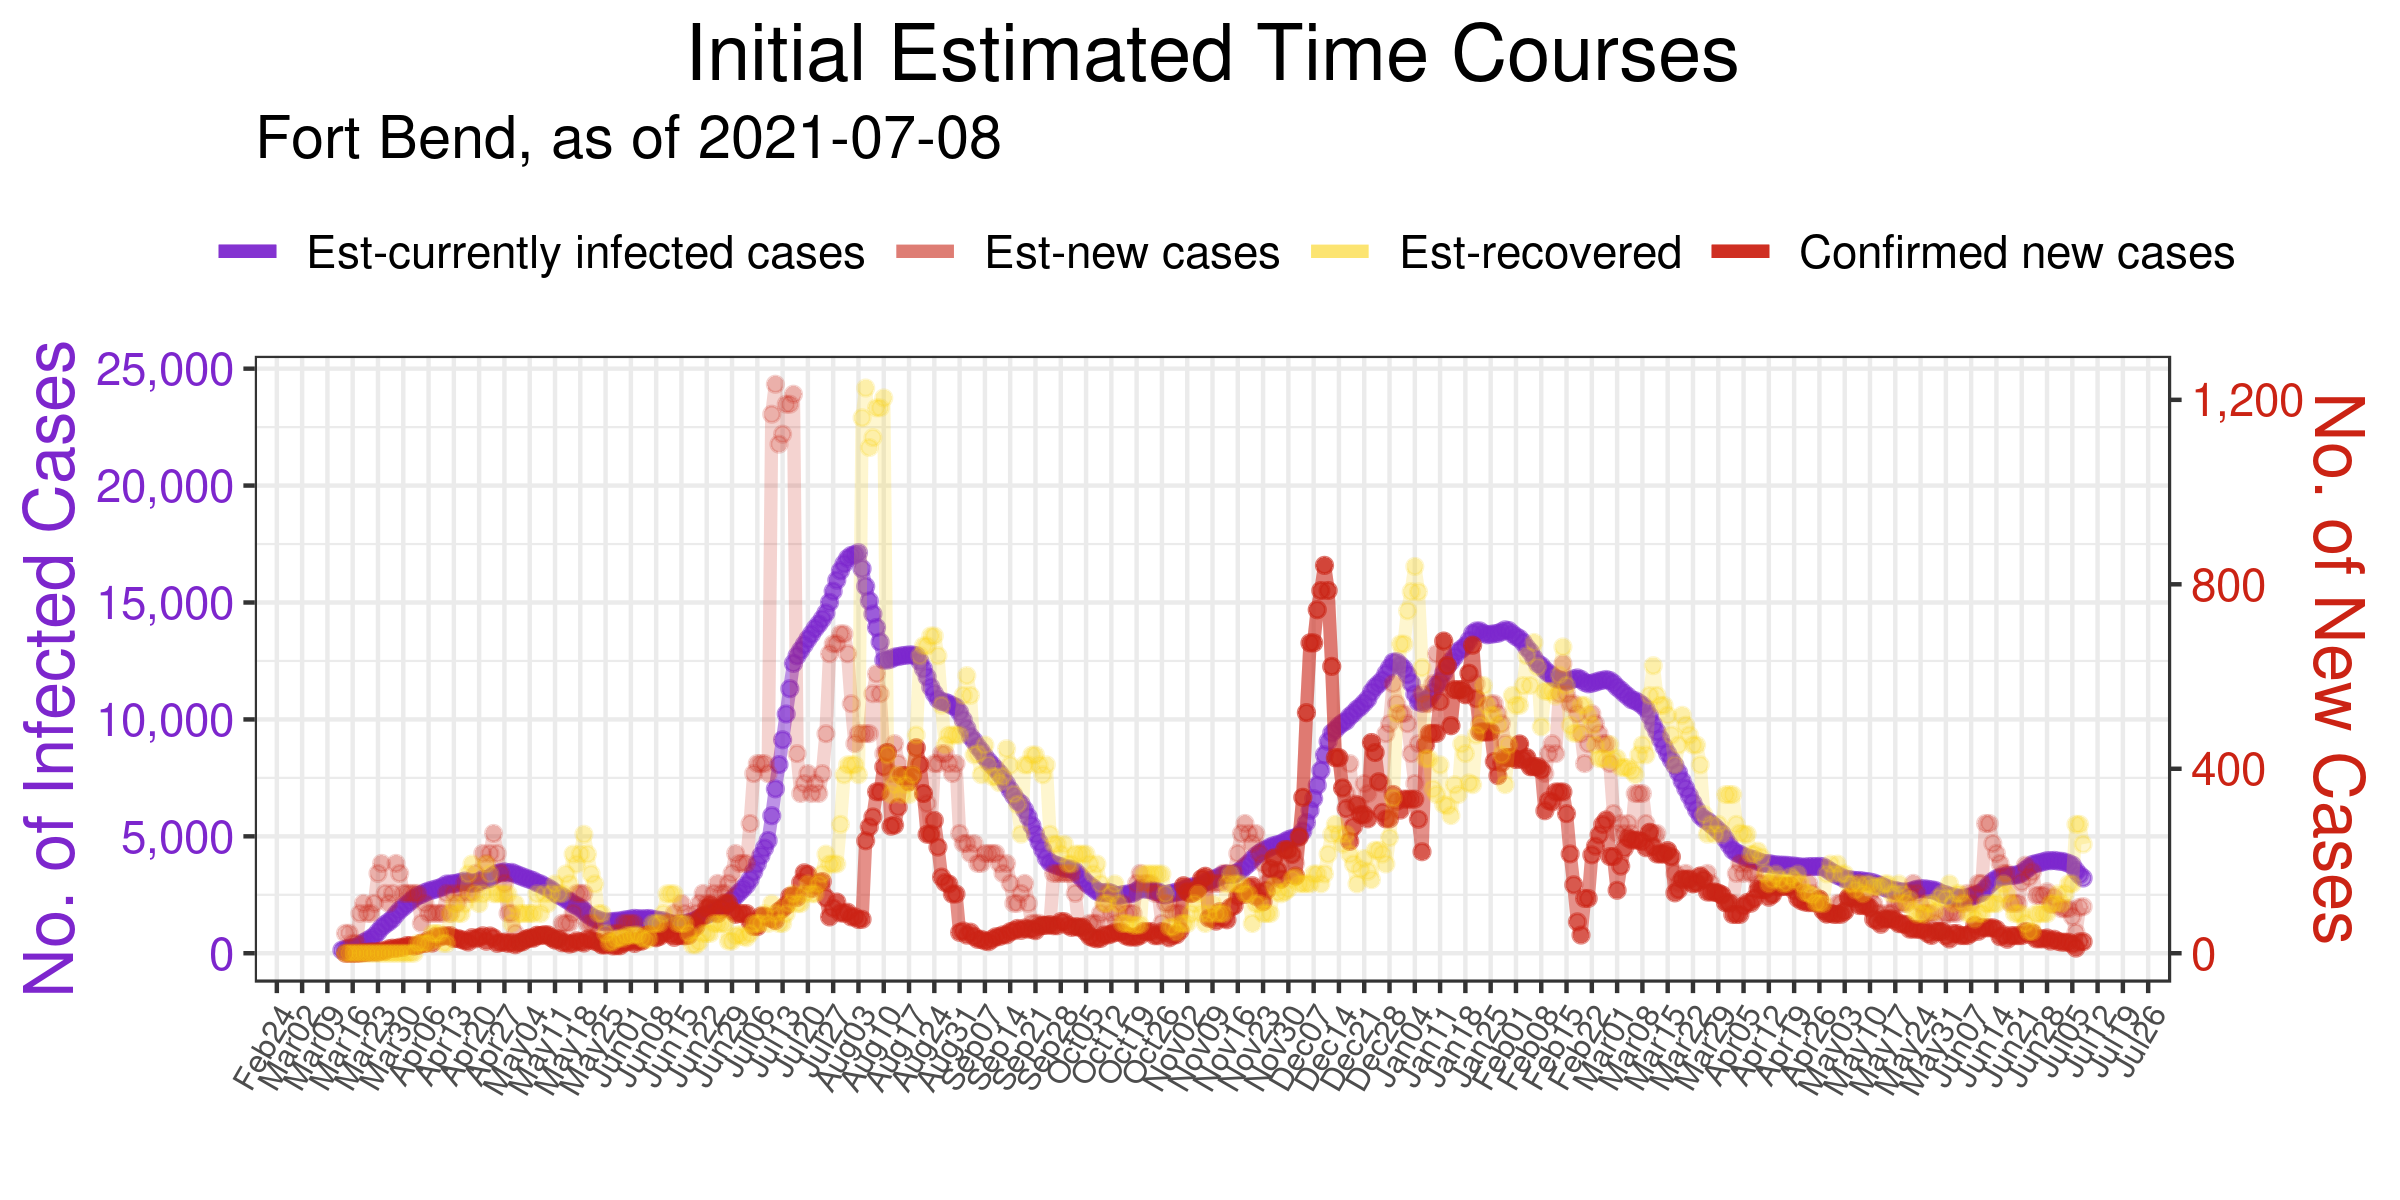 Initial Estimated Time Courses
Fort Bend, as of 2021-07-08
Est-currently infected cases
Est-new cases
Est-recovered
Confirmed new cases
No. of Infected Cases
25,000
20,000
15,000
10,000
5,000
0
1,200
800
400
0
No. of New Cases
Feb24
Mar02
Mar09
Mar16
Mar23
Mar30
Apr06
Apr13
Apr20
Apr27
May04
May11
May18
May25
Jun01
Jun08
Jun15
Jun22
Jun29
Jul06
Jul13
Jul20
Jul27
Aug03
Aug10
Aug17
Aug24
Aug31
Sep07
Sep14
Sep21
Sep28
Oct05
Oct12
Oct19
Oct26
Nov02
Nov09
Nov16
Nov23
Nov30
Dec07
Dec14
Dec21
Dec28
Jan04
Jan11
Jan18
Jan25
Feb01
Feb08
Feb15
Feb22
Mar01
Mar08
Mar15
Mar22
Mar29
Apr05
Apr12
Apr19
Apr26
May03
May10
May17
May24
May31
Jun07
Jun14
Jun21
Jun28
Jul05
Jul12
Jul19
Jul26